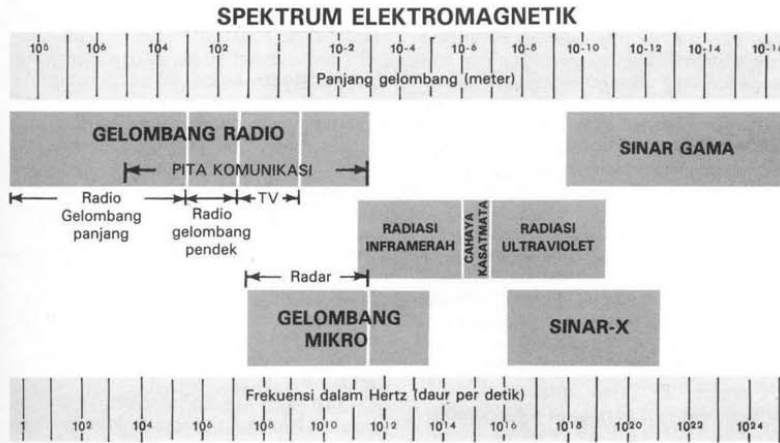 SPEKTRUM ELEKTROMAGNETIK
10⁸ 10⁶ 10⁴ 10² 1 10⁻² 10⁻⁴ 10⁻⁶ 10⁻⁸ 10⁻¹⁰ 10⁻¹² 10⁻¹⁴
Panjang gelombang (meter)
GELOMBANG RADIO
PITA KOMUNIKASI
SINAR GAMA
Radio
Gelombang
panjang
Radio
gelombang
pendek
TV
RADIASI
INFRAMERAH
CAHAYA
KASATMATA
RADIASI
ULTRAVIOLET
Radar
GELOMBANG
MIKRO
SINAR-X
Frekuensi dalam Hertz (daur per detik)
1 10² 10⁴ 10⁶ 10⁸ 10¹⁰ 10¹² 10¹⁴ 10¹⁶ 10¹⁸ 10²⁰ 10²² 10²⁴